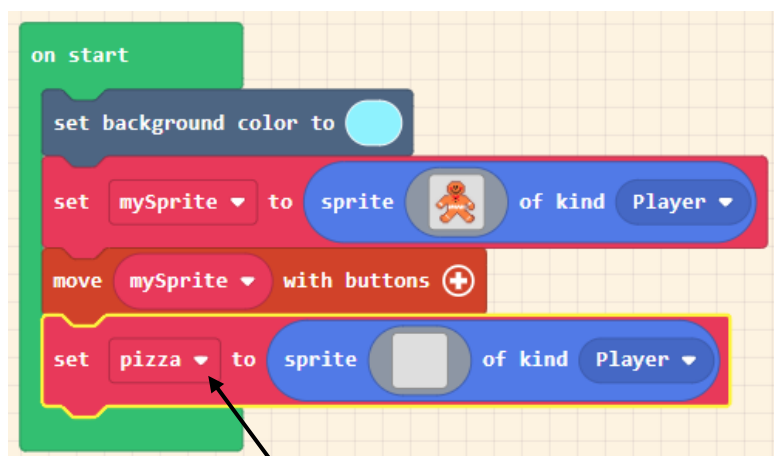 on start
set background color to
set mySprite to sprite of kind Player
move mySprite with buttons
set pizza to sprite of kind Player